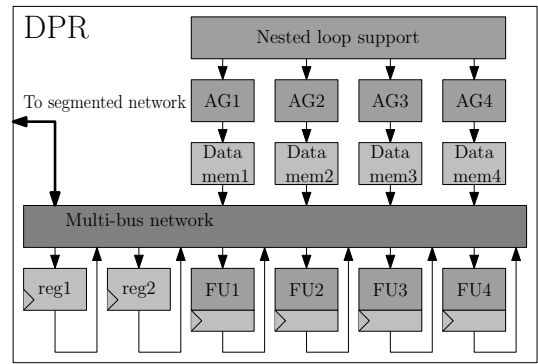 DPR
Nested loop support
To segmented network
AG1 AG2 AG3 AG4
Data mem1
Data mem2
Data mem3
Data mem4
Multi-bus network
reg1 reg2 FU1 FU2 FU3 FU4